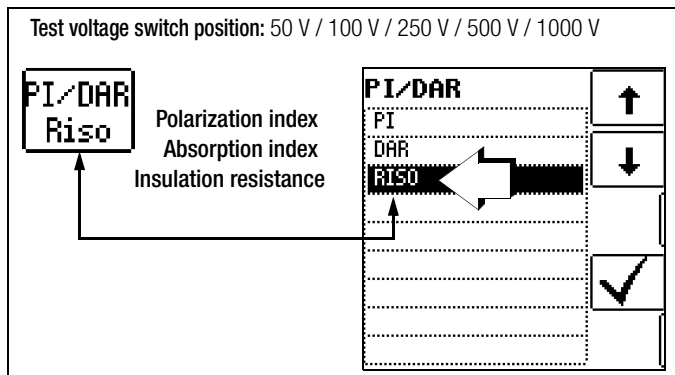 Test voltage switch position: 50 V / 100 V / 250 V / 500 V / 1000 V
PI/DAR
Riso
Polarization index
Absorption index
Insulation resistance
PI/DAR
PI
DAR
RISO